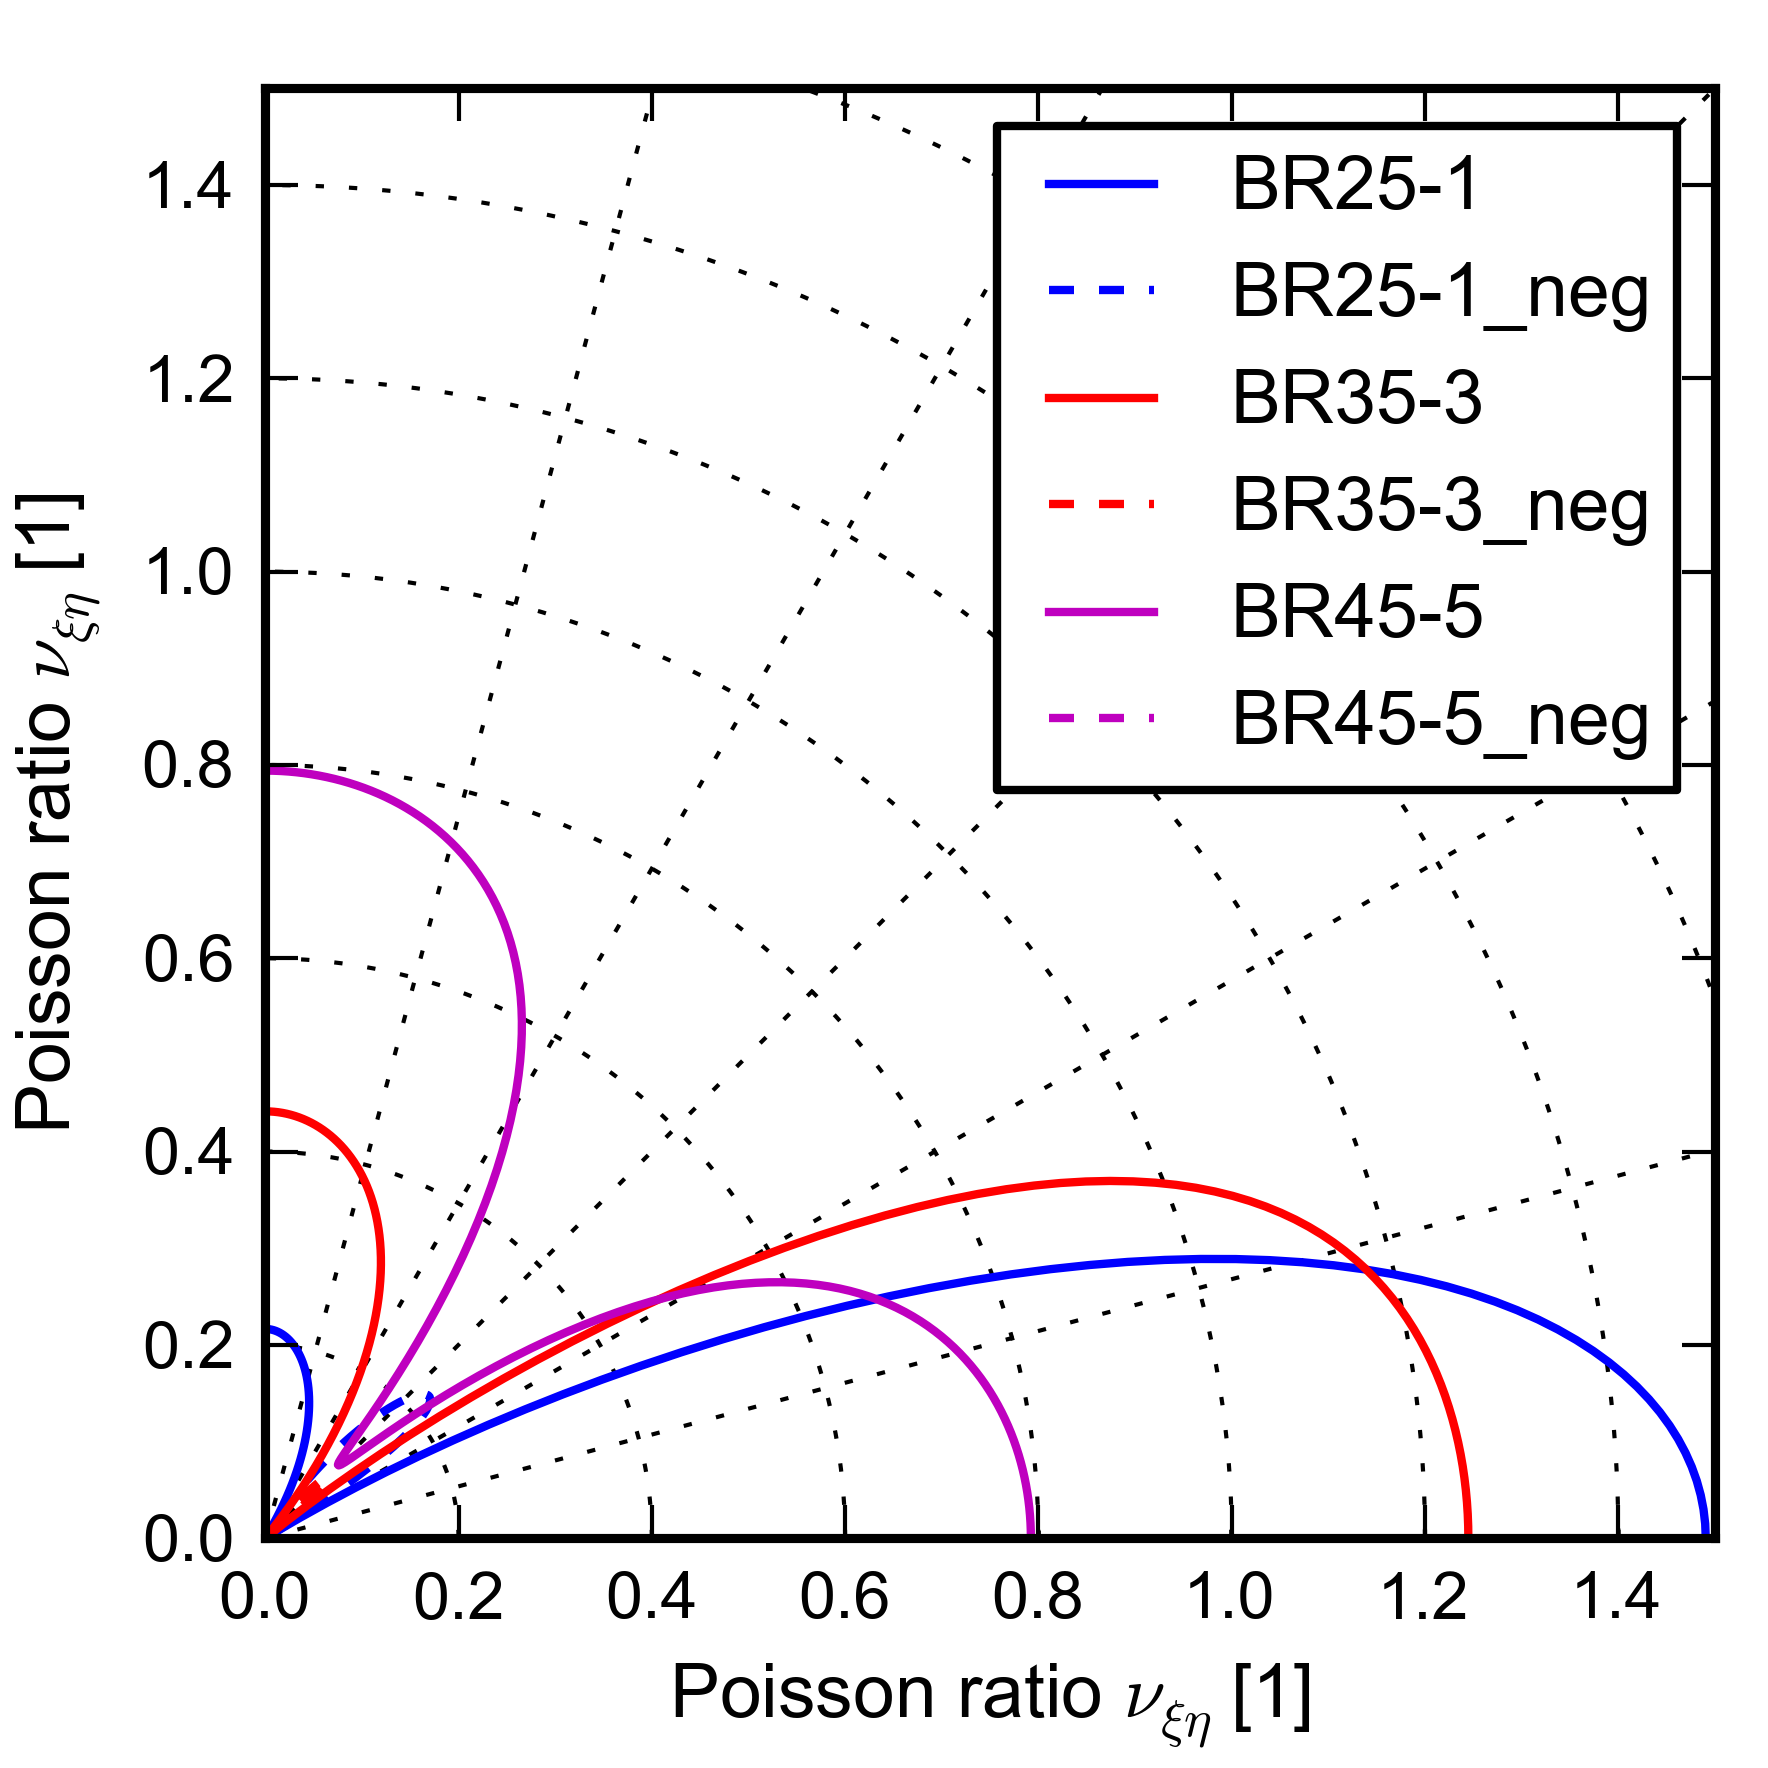 BR25-1
BR25-1_neg
BR35-3
BR35-3_neg
BR45-5
BR45-5_neg
Poisson ratio νξη [1]
1.4
1.2
1.0
0.8
0.6
0.4
0.2
0.0
0.0 0.2 0.4 0.6 0.8 1.0 1.2 1.4
Poisson ratio νξη [1]